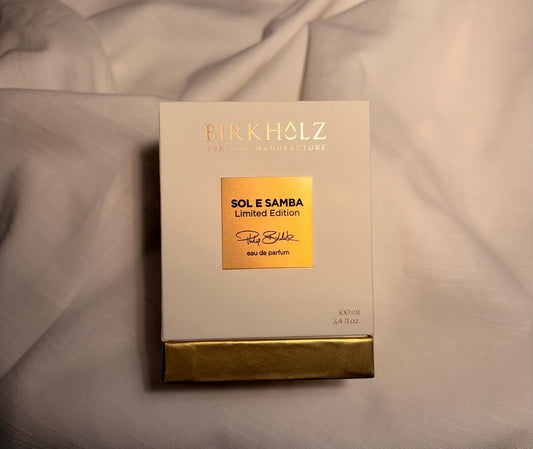 BIRKHOLZ
PERFUME MANUFACTURE
SOL E SAMBA
Limited Edition
eau de parfum
100 ml
3,4 fl.oz.